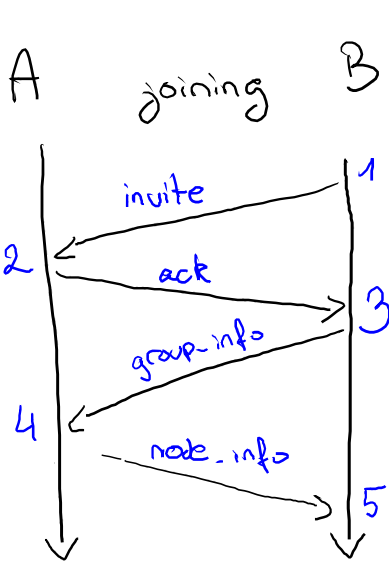 A joining B
1
invite
2
ack
3
group_info
4
node_info
5